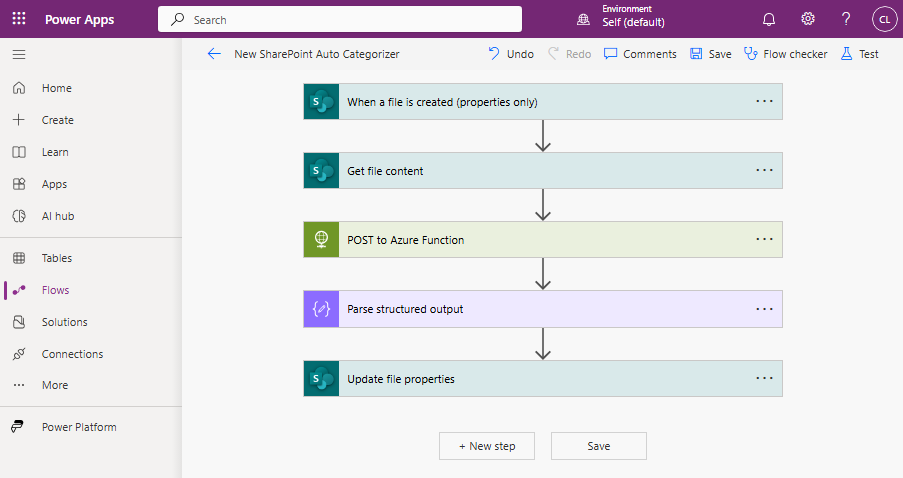 Power Apps
Search
Environment
Self (default)
?
CL
New SharePoint Auto Categorizer
Undo
Redo
Comments
Save
Flow checker
Test
Home
Create
Learn
Apps
AI hub
Tables
Flows
Solutions
Connections
More
Power Platform
S
When a file is created (properties only)
S
Get file content
POST to Azure Function
Parse structured output
S
Update file properties
+ New step
Save